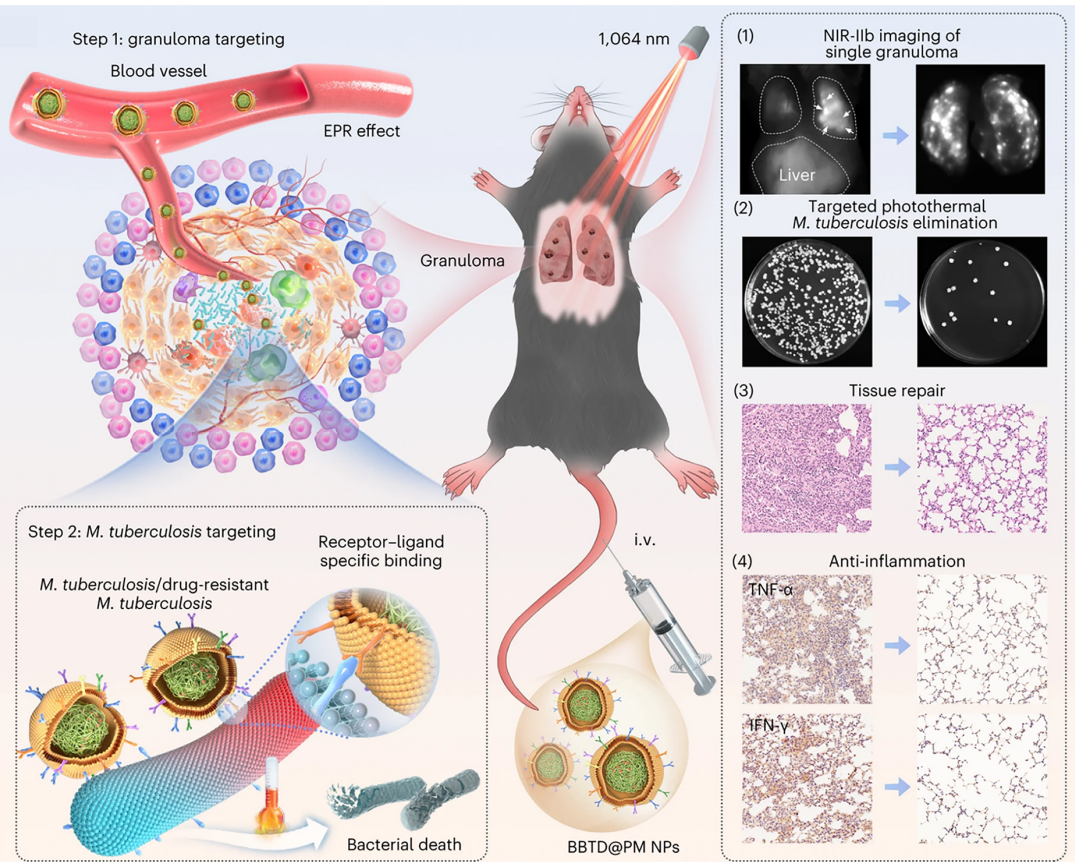 Step 1: granuloma targeting
Blood vessel
EPR effect
1,064 nm
Granuloma
Step 2: M. tuberculosis targeting
Receptor–ligand
specific binding
M. tuberculosis/drug-resistant
M. tuberculosis
Bacterial death
i.v.
BBTD@PM NPs
(1)
NIR-IIb imaging of
single granuloma
Liver
(2)
Targeted photothermal
M. tuberculosis elimination
(3)
Tissue repair
(4)
Anti-inflammation
TNF-α
IFN-γ